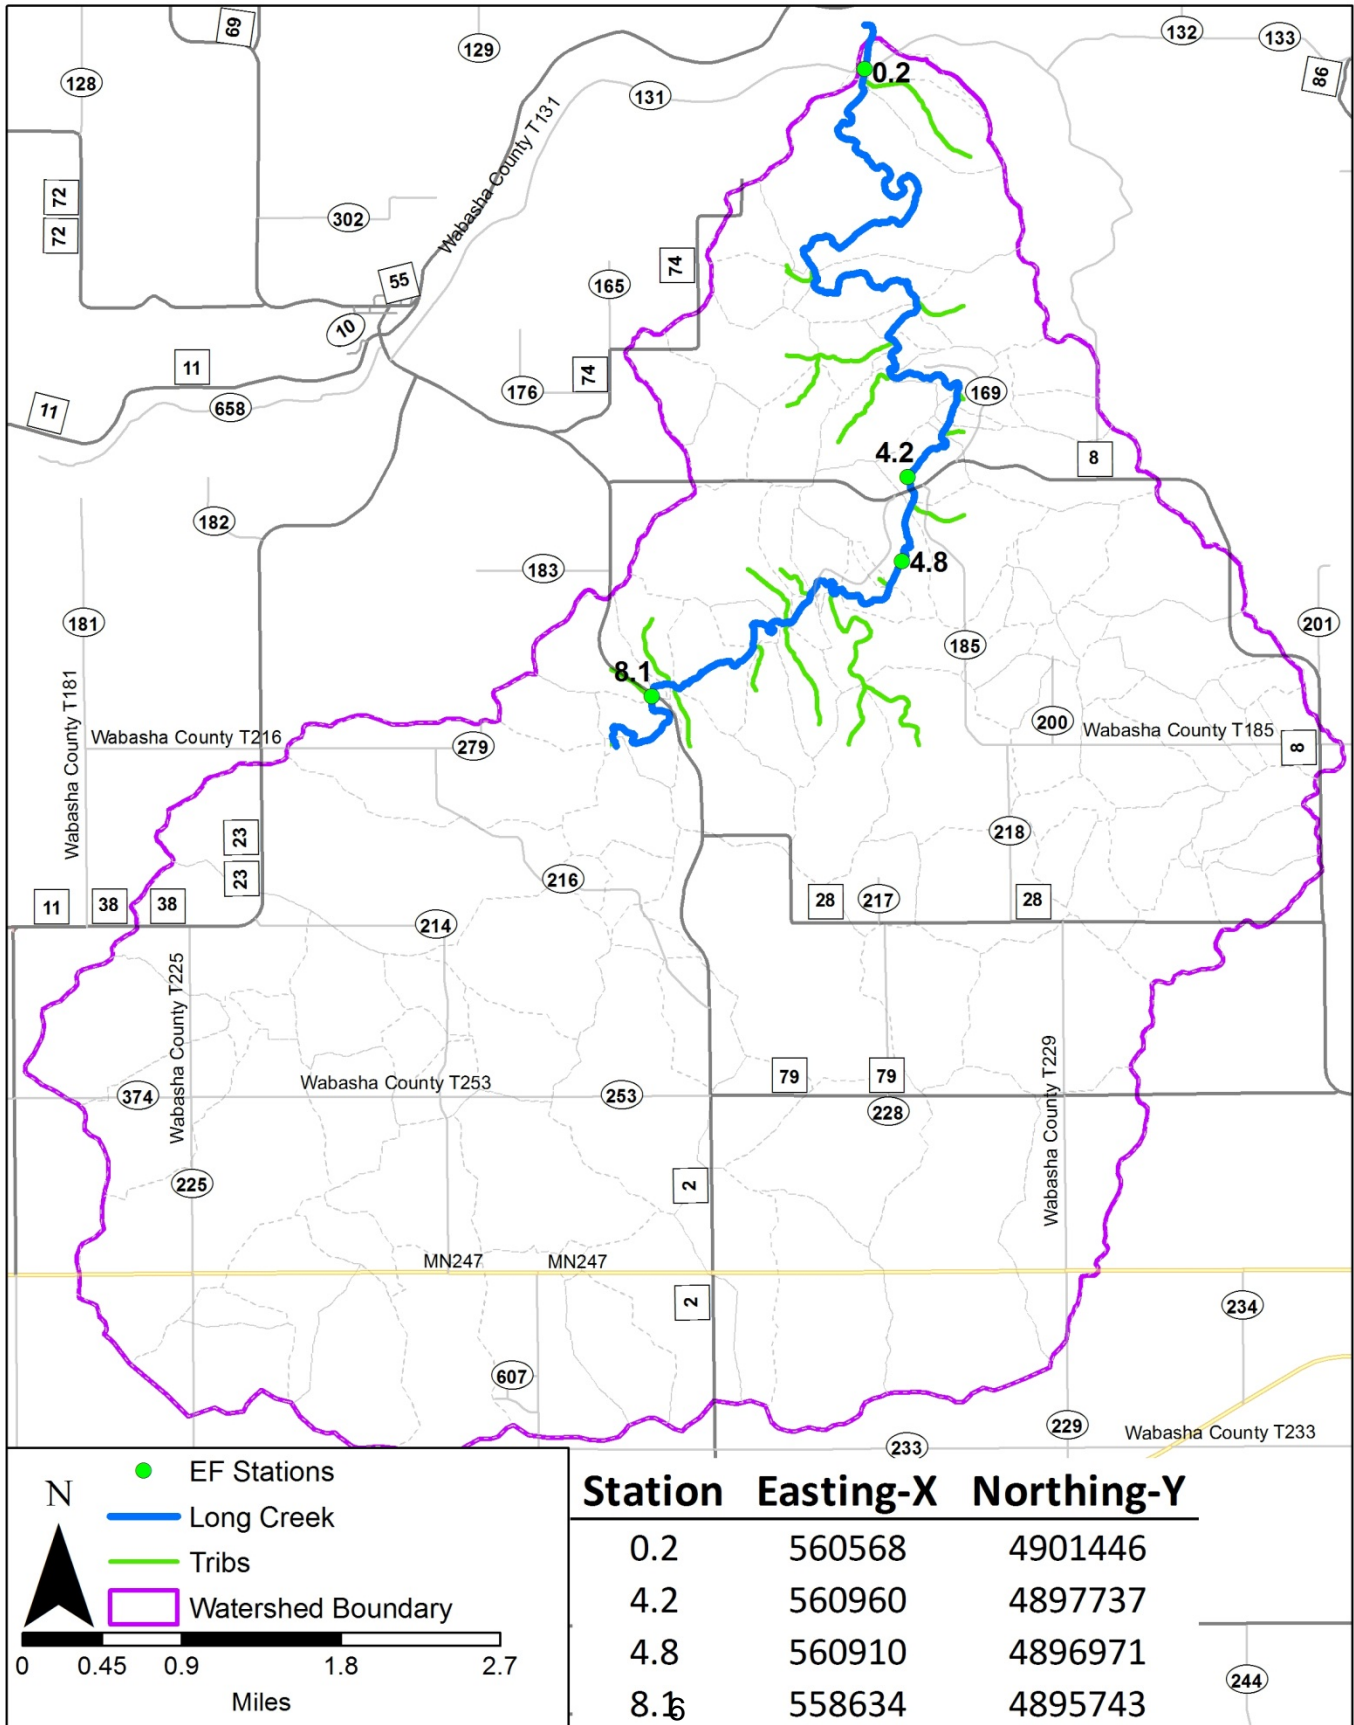 69
129
132
133
128
86
0.2
131
Wabasha County T131
72
72
302
74
55
165
10
11
74
176
169
11
658
4.2
8
182
4.8
183
181
201
185
8.1
Wabasha County T181
200
Wabasha County T216
279
Wabasha County T185
8
23
218
23
216
11
38
38
28
217
28
214
Wabasha County T225
Wabasha County T229
79
79
Wabasha County T253
374
253
228
225
2
MN247
MN247
2
234
607
229
Wabasha County T233
233
N
EF Stations
Long Creek
Tribs
Watershed Boundary
0 0.45 0.9 1.8 2.7
Miles
Station Easting-X Northing-Y
0.2 560568 4901446
4.2 560960 4897737
4.8 560910 4896971
8.1 558634 4895743
6
244